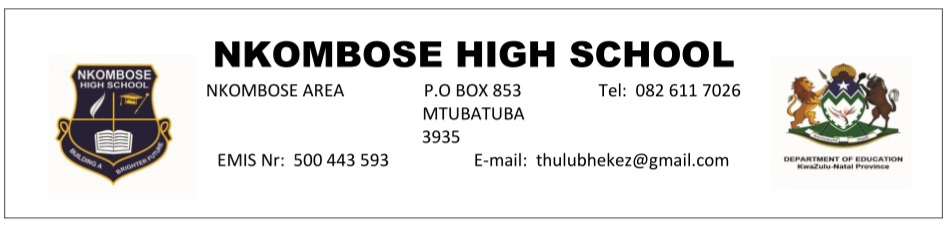 NKOMBOSE HIGH SCHOOL
NKOMBOSE
HIGH SCHOOL
BUILDING A BRIGHTER FUTURE
NKOMBOSE AREA P.O BOX 853 Tel: 082 611 7026
MTUBATUBA
3935
EMIS Nr: 500 443 593 E-mail: thulubhekez@gmail.com
DEPARTMENT OF EDUCATION
KwaZulu-Natal Province